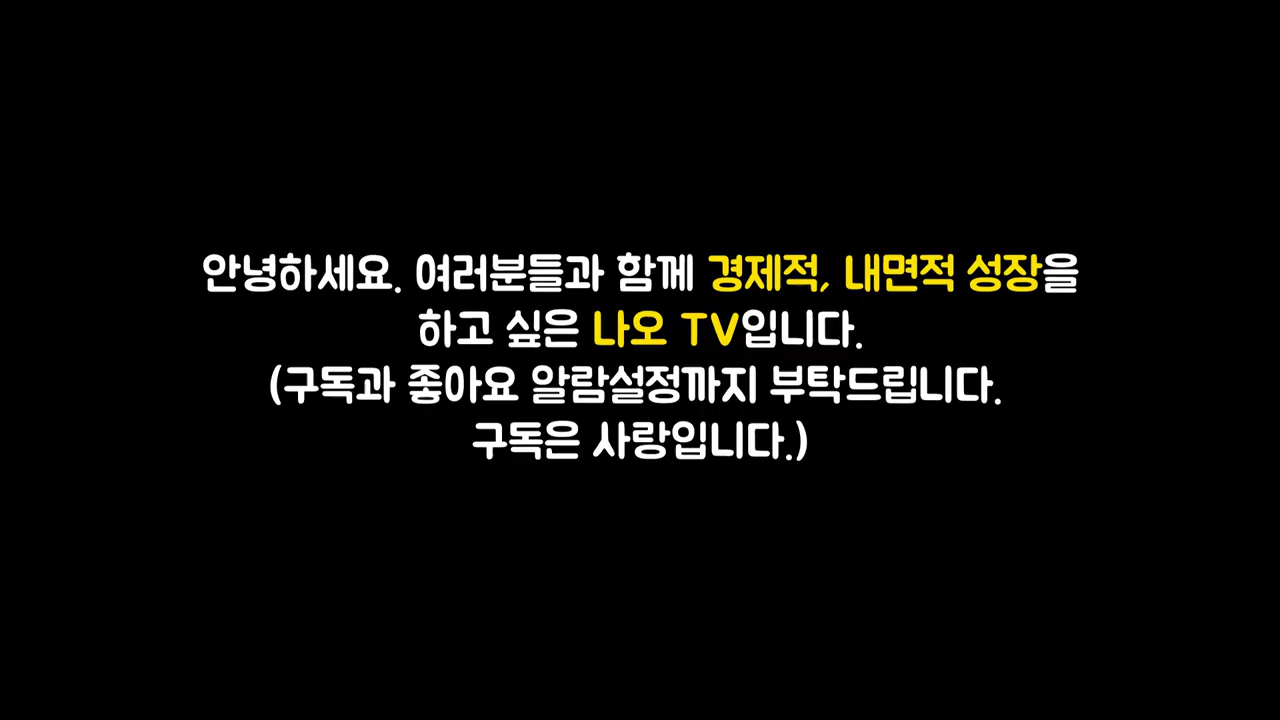 안녕하세요. 여러분들과 함께 경제적, 내면적 성장을
하고 싶은 나오 TV입니다.
(구독과 좋아요 알람설정까지 부탁드립니다.
구독은 사랑입니다.)